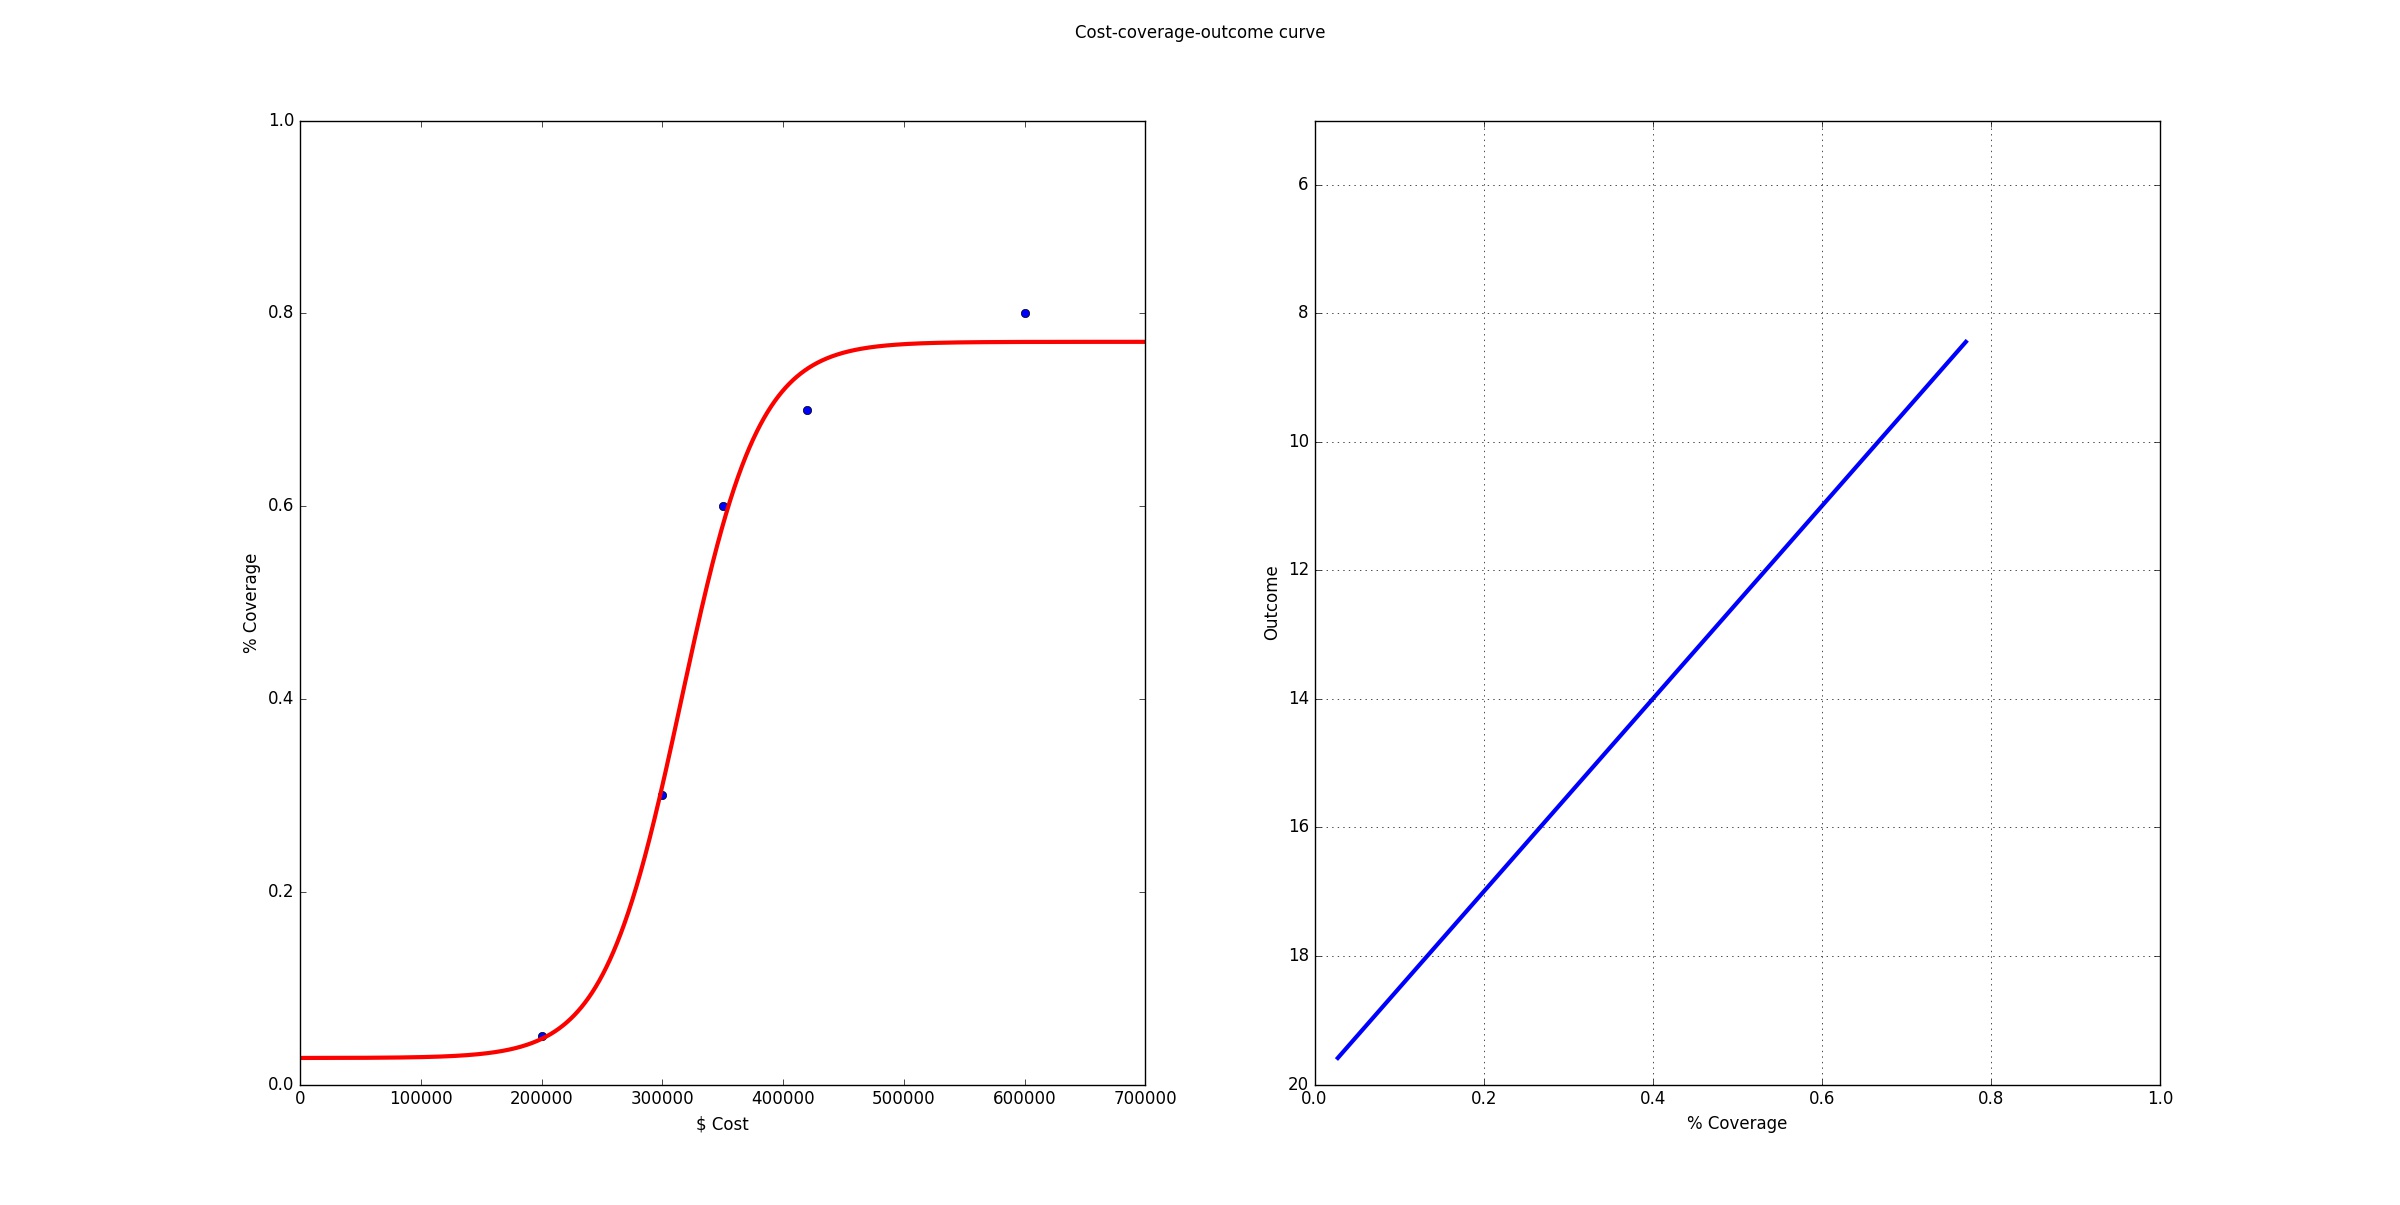 Cost-coverage-outcome curve
1.0
0.8
0.6
0.4
0.2
0.0
% Coverage
0 100000 200000 300000 400000 500000 600000 700000
$ Cost
6
8
10
12
14
16
18
20
Outcome
0.0 0.2 0.4 0.6 0.8 1.0
% Coverage